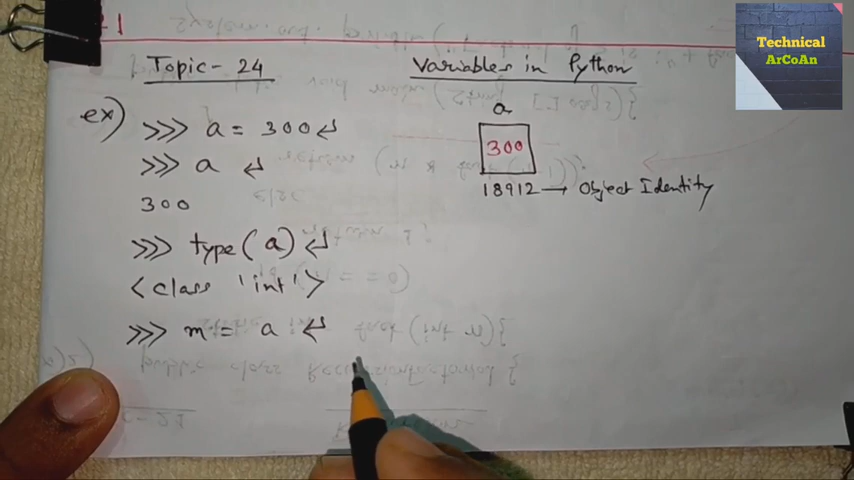 Technical
ArCoAn
Topic- 24
Variables in Python
ex) >>> a = 300 ↵
>>> a ↵
300
>>> type( a) ↵
<class 'int'>
>>> m = a ↵
a
300
18912 → Object Identity